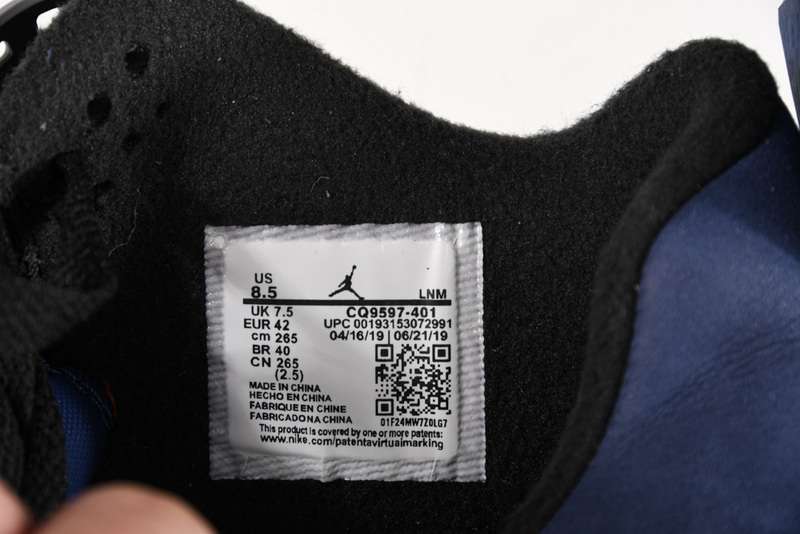 US
8.5
LNM
UK 7.5
CQ9597-401
EUR 42
UPC 00193153072991
cm 265
04/16/19 | 06/21/19
BR 40
CN 265
(2.5)
MADE IN CHINA
HECHO EN CHINA
FABRIQUE EN CHINE
FABRICADO NA CHINA
01F24MW7Z0LG7
This product is covered by one or more patents:
www.nike.com/patentavirtualmarking